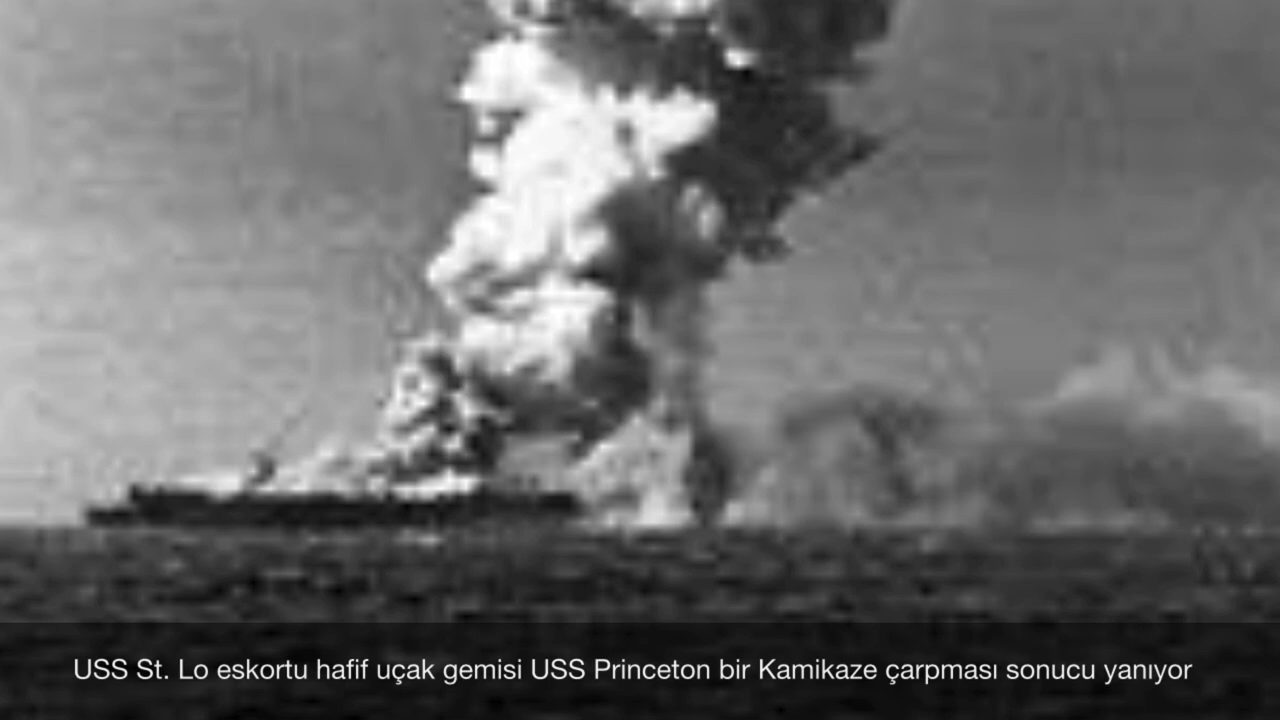 USS St. Lo eskortu hafif uçak gemisi USS Princeton bir Kamikaze çarpması sonucu yanıyor